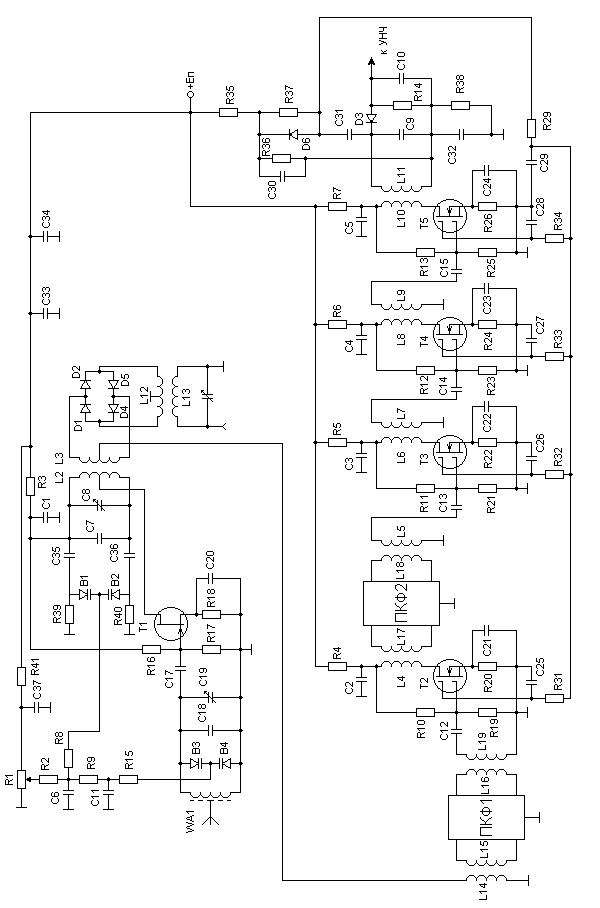 R1
R2
R41
C6
C37
R8
R39
C35
R3
R9
C11
B1
C1
R15
R40
C36
B2
C7
C8
L2
L3
D1
D2
D4
D5
L12
L13
C33
C34
T1
R16
C17
WA1
B3
B4
C18
C19
R17
R18
C20
+Eп
R35
R36
R37
C30
D6
C31
D3
к УНЧ
C10
R14
C9
R38
C32
L11
R29
L14
L15
ПКФ1
L16
L19
C12
R10
R19
C2
R4
L4
T2
R20
C21
C25
R31
L17
ПКФ2
L18
L5
C13
R11
R21
C3
R5
L6
T3
R22
C22
C26
R32
L7
C14
R12
R23
C4
R6
L8
T4
R24
C23
C27
R33
L9
C15
R13
R25
C5
R7
L10
T5
R26
C24
C28
C29
R34